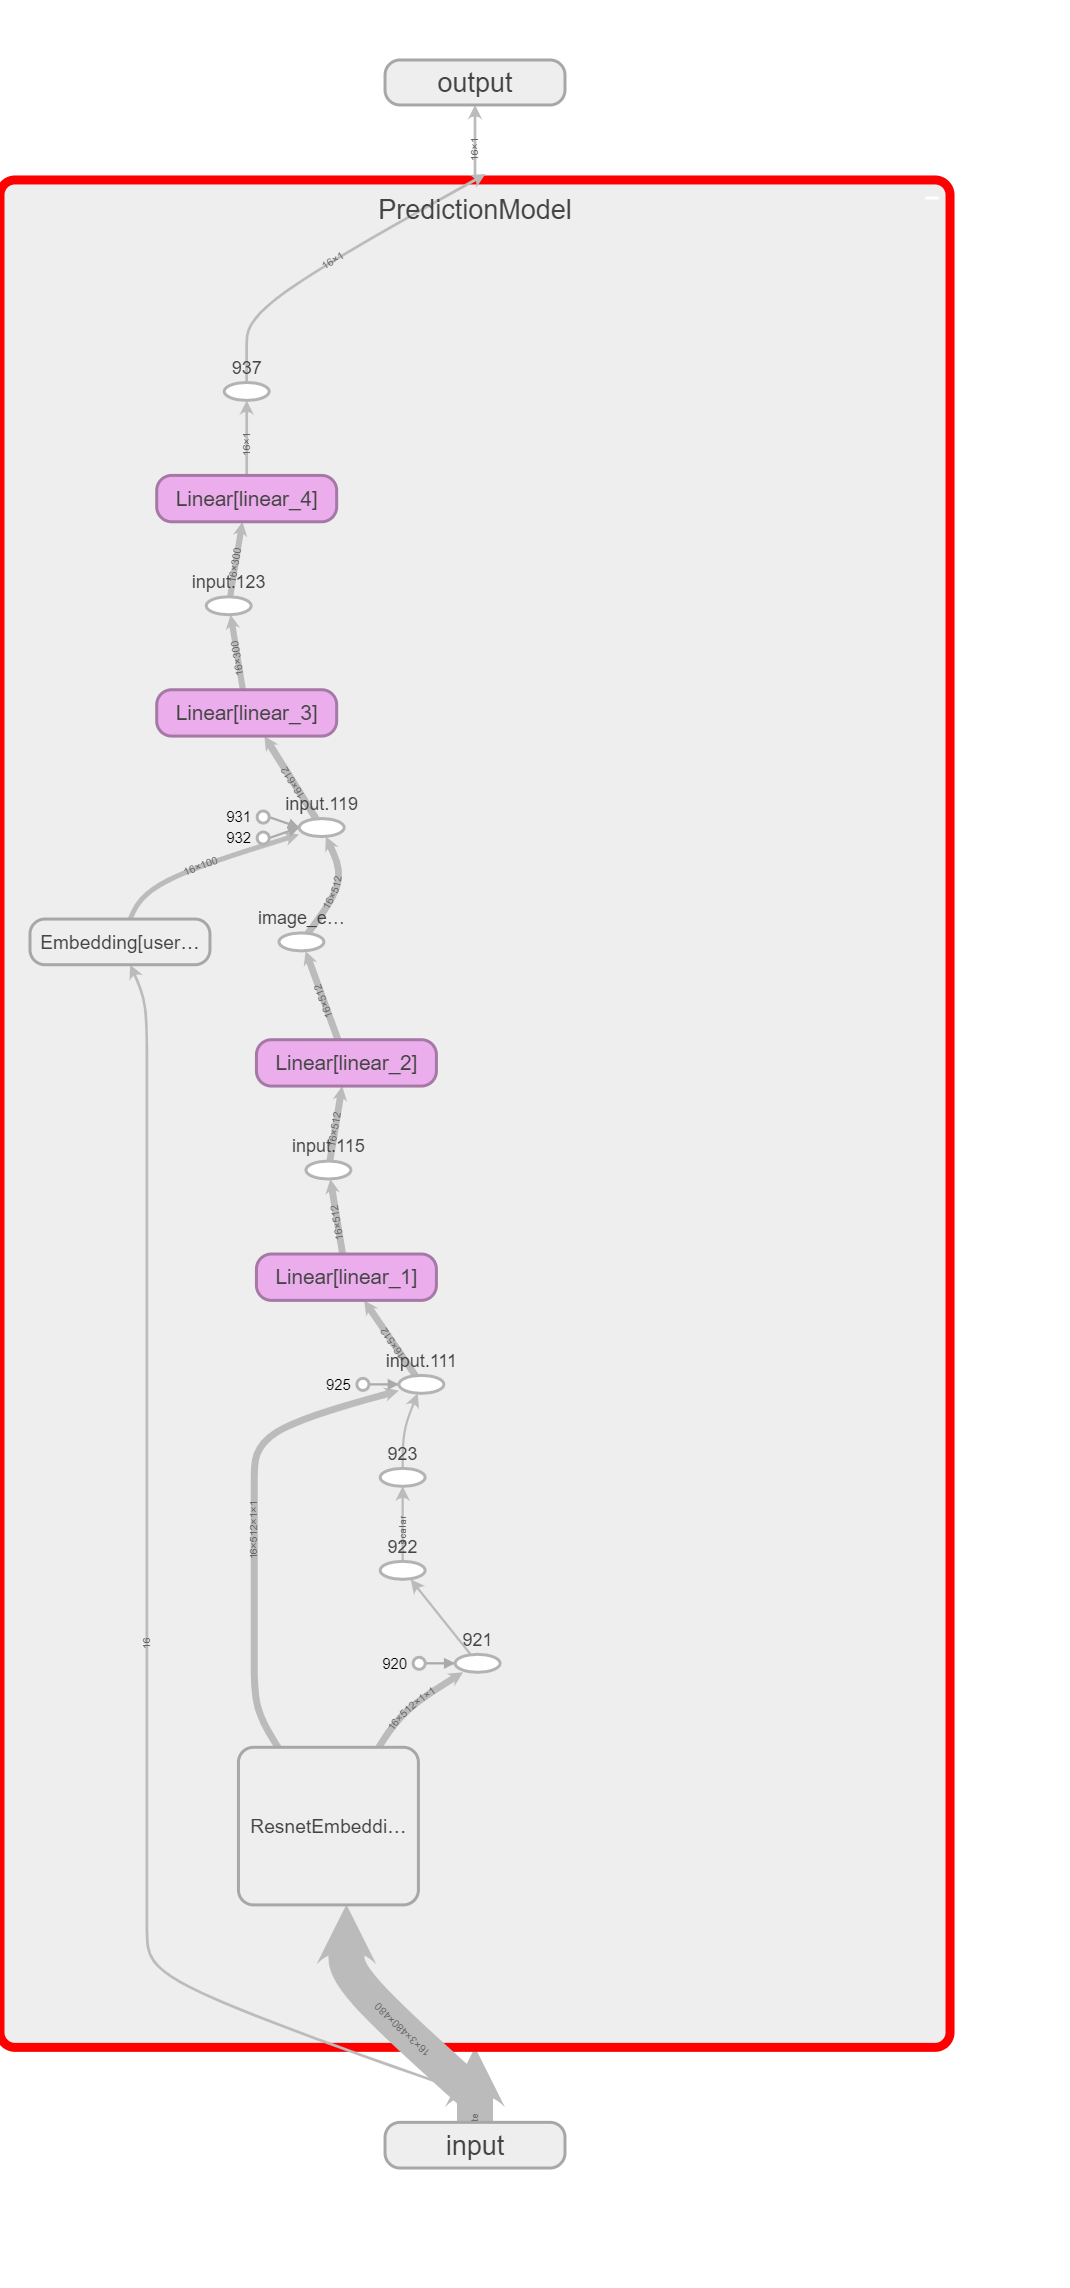 output
16×1
PredictionModel
16×1
937
16×1
Linear[linear_4]
16×300
input.123
16×300
Linear[linear_3]
16×612
input.119
931
932
16×100
16×512
image_e…
Embedding[user…
16×512
Linear[linear_2]
16×512
input.115
16×512
Linear[linear_1]
16×512
input.111
925
923
16×512×1×1
scalar
922
921
920
16
16×512×1×1
ResnetEmbeddi…
16×3×480×480
te
input